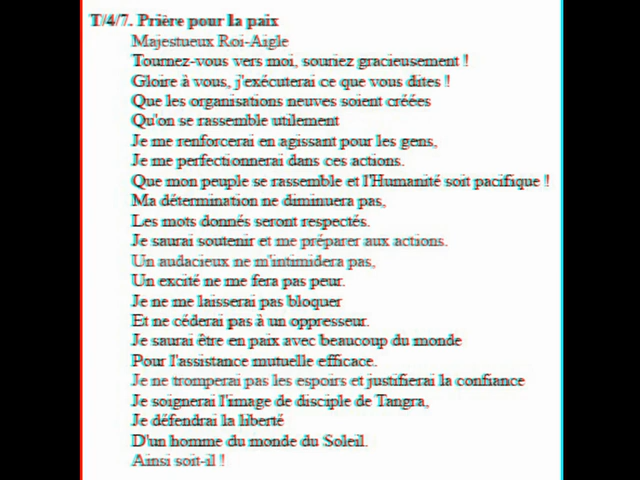 T/4/7. Prière pour la paix
Majestueux Roi-Aigle
Tournez-vous vers moi, souriez gracieusement !
Gloire à vous, j'exécuterai ce que vous dites !
Que les organisations neuves soient créées
Qu'on se rassemble utilement
Je me renforcerai en agissant pour les gens,
Je me perfectionnerai dans ces actions.
Que mon peuple se rassemble et l'Humanité soit pacifique !
Ma détermination ne diminuera pas,
Les mots donnés seront respectés.
Je saurai soutenir et me préparer aux actions.
Un audacieux ne m'intimidera pas,
Un excité ne me fera pas peur.
Je ne me laisserai pas bloquer
Et ne céderai pas à un oppresseur.
Je saurai être en paix avec beaucoup du monde
Pour l'assistance mutuelle efficace.
Je ne tromperai pas les espoirs et justifierai la confiance
Je soignerai l'image de disciple de Tangra,
Je défendrai la liberté
D'un homme du monde du Soleil.
Ainsi soit-il !